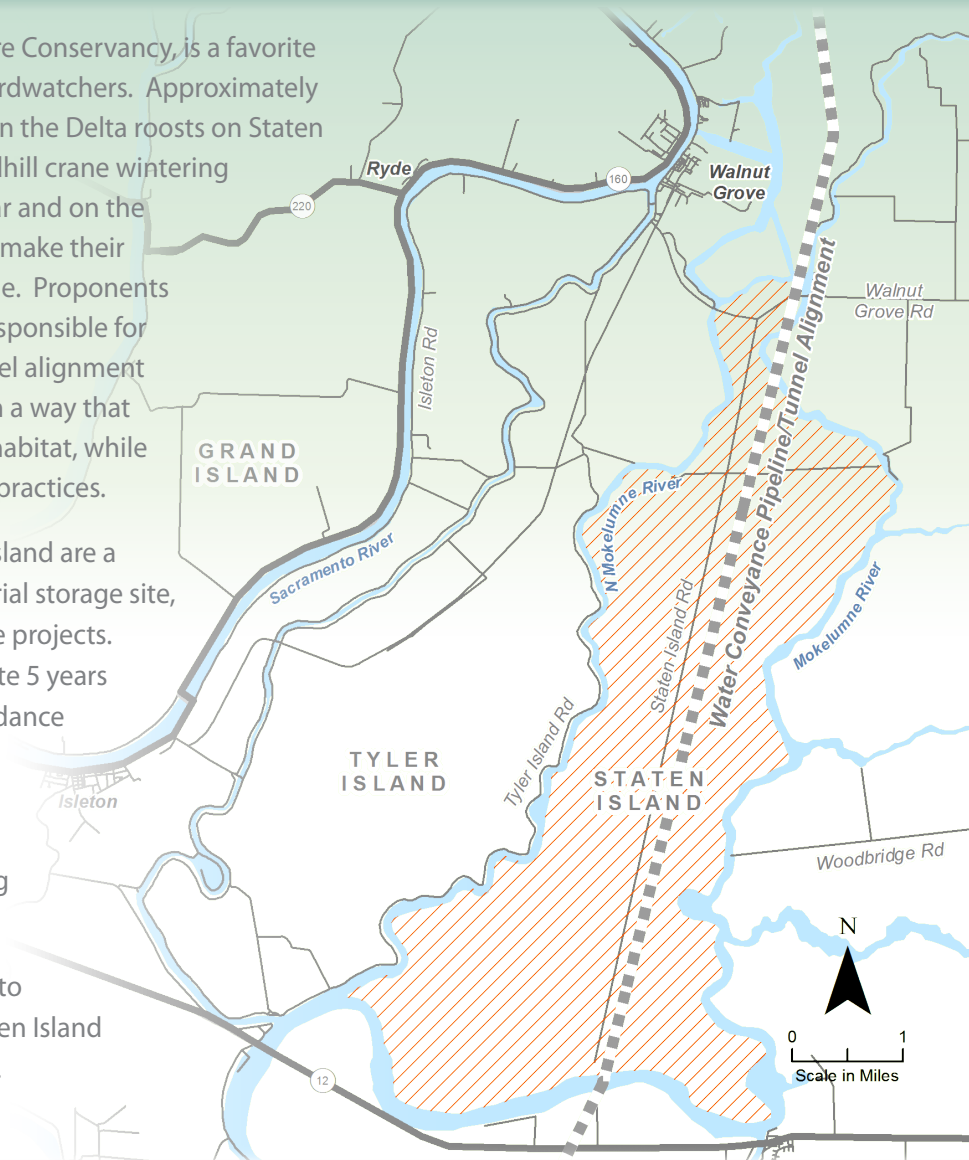 re Conservancy, is a favorite
rdwatchers.  Approximately
n the Delta roosts on Staten
dhill crane wintering
ar and on the
make their
e.  Proponents
sponsible for
el alignment
n a way that
habitat, while
practices.
sland are a
rial storage site,
e projects.
te 5 years
dance
g
to
en Island
Ryde
160
Walnut
Grove
220
Isleton Rd
Walnut
Grove Rd
Water Conveyance Pipeline/Tunnel Alignment
GRAND
ISLAND
N Mokelumne River
Sacramento River
Mokelumne River
Staten Island Rd
Tyler Island Rd
TYLER
ISLAND
STATEN
ISLAND
Isleton
Woodbridge Rd
N
0 1
Scale in Miles
12